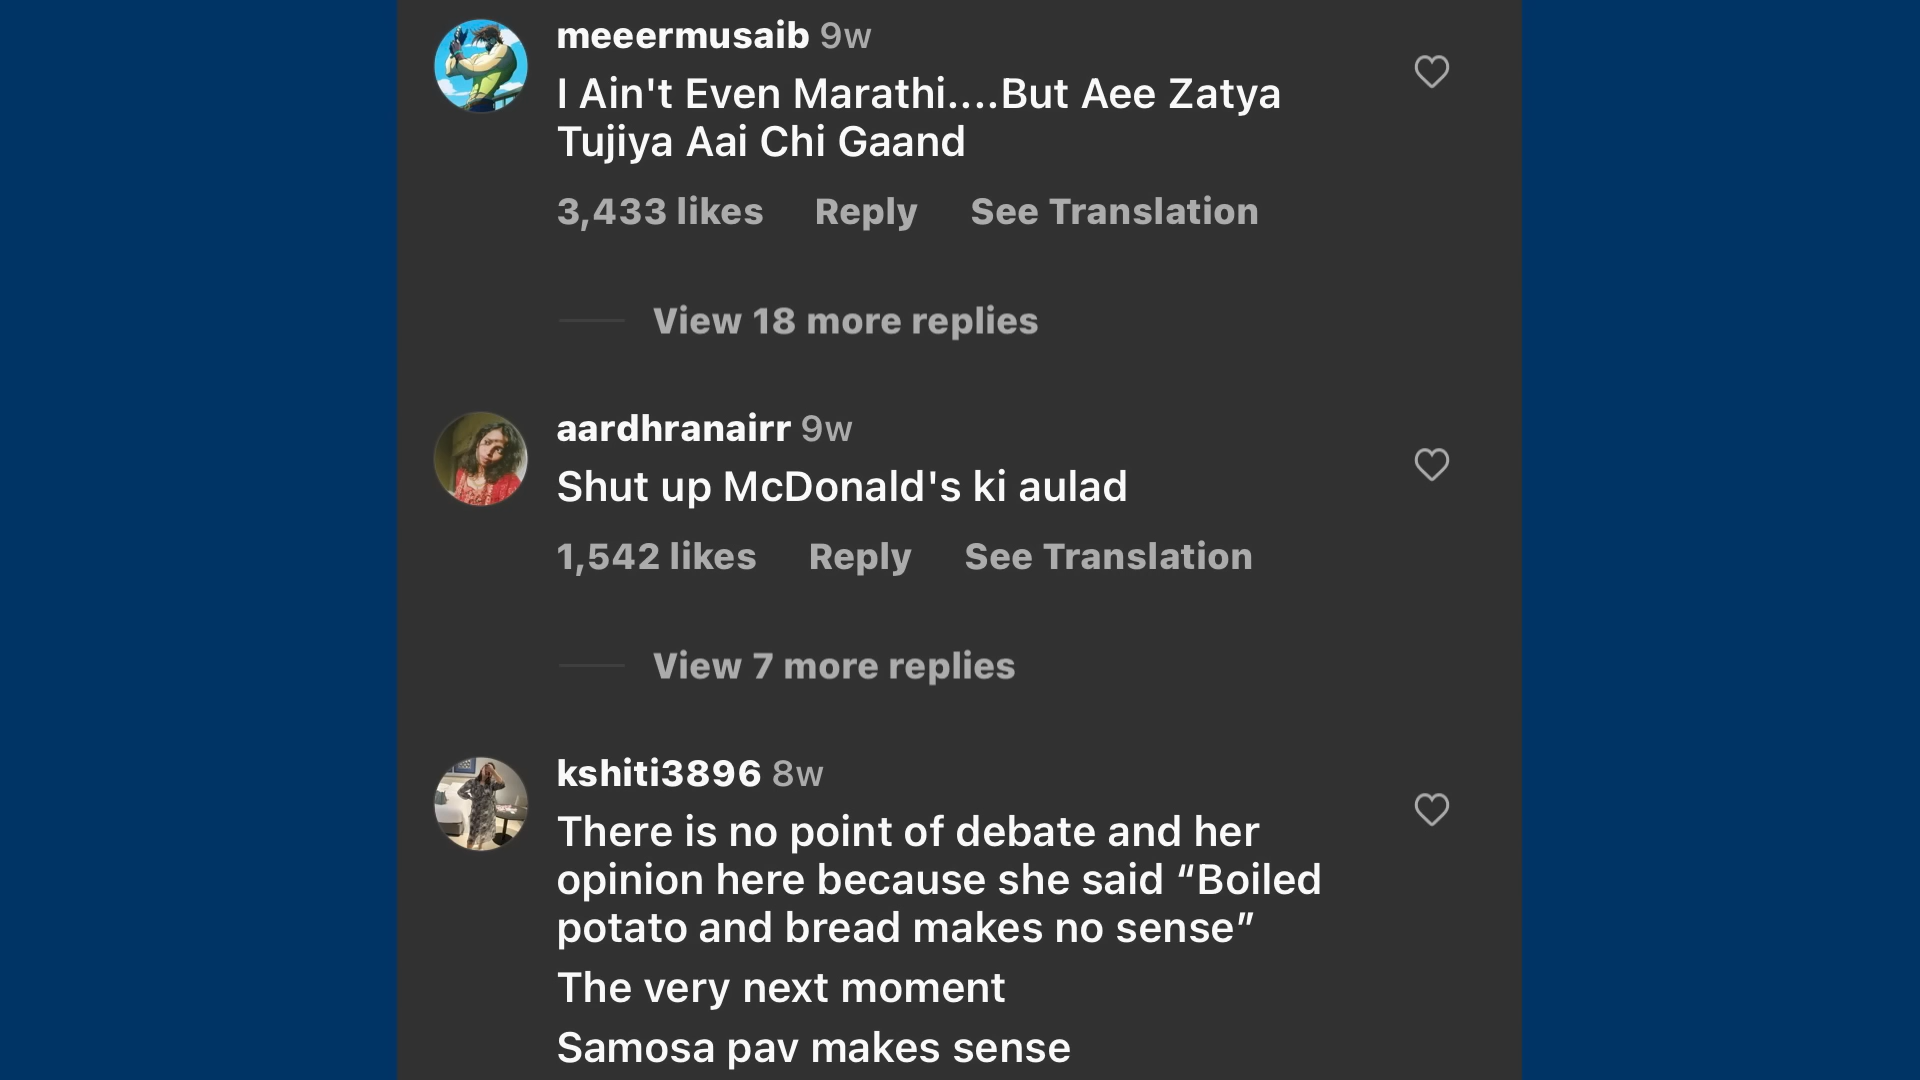 meeermusaib 9w
I Ain't Even Marathi....But Aee Zatya
Tujiya Aai Chi Gaand
3,433 likes Reply See Translation
View 18 more replies
aardhranairr 9w
Shut up McDonald's ki aulad
1,542 likes Reply See Translation
View 7 more replies
kshiti3896 8w
There is no point of debate and her
opinion here because she said “Boiled
potato and bread makes no sense”
The very next moment
Samosa pav makes sense